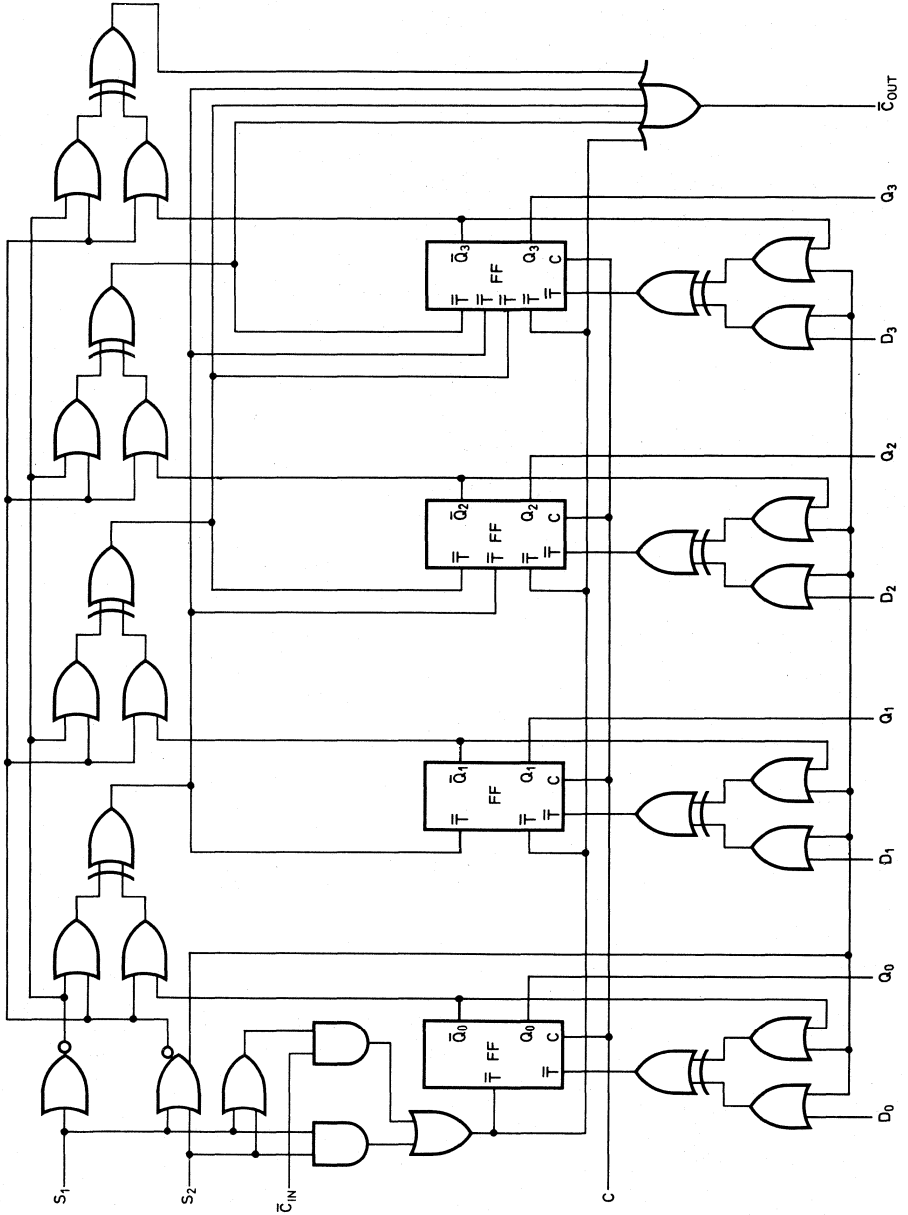 C̅OUT
Q3
Q̅3
Q3
FF
C
T̅
T̅
T̅
T̅
T̅
D3
Q2
Q̅2
Q2
FF
C
T̅
T̅
T̅
T̅
D2
Q1
Q̅1
Q1
FF
C
T̅
T̅
T̅
D1
Q0
Q̅0
Q0
FF
C
T̅
T̅
D0
S1
S2
C̅IN
C